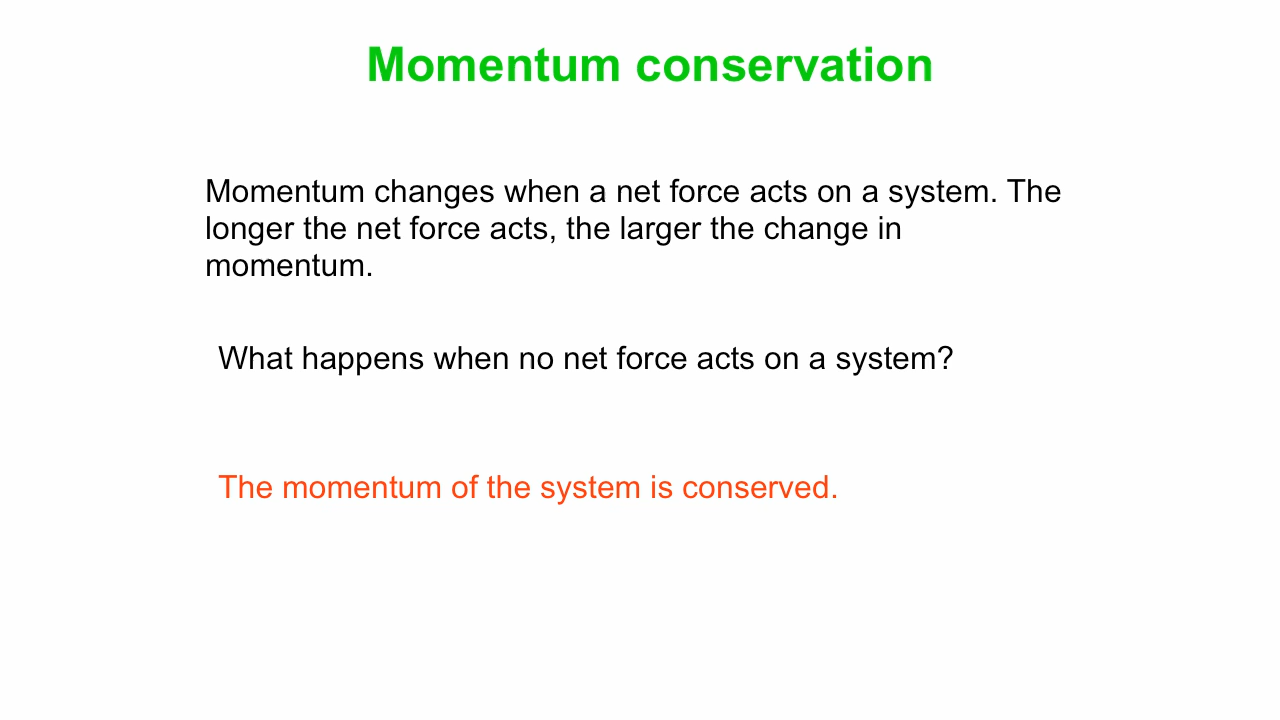 Momentum conservation
Momentum changes when a net force acts on a system. The
longer the net force acts, the larger the change in
momentum.
What happens when no net force acts on a system?
The momentum of the system is conserved.